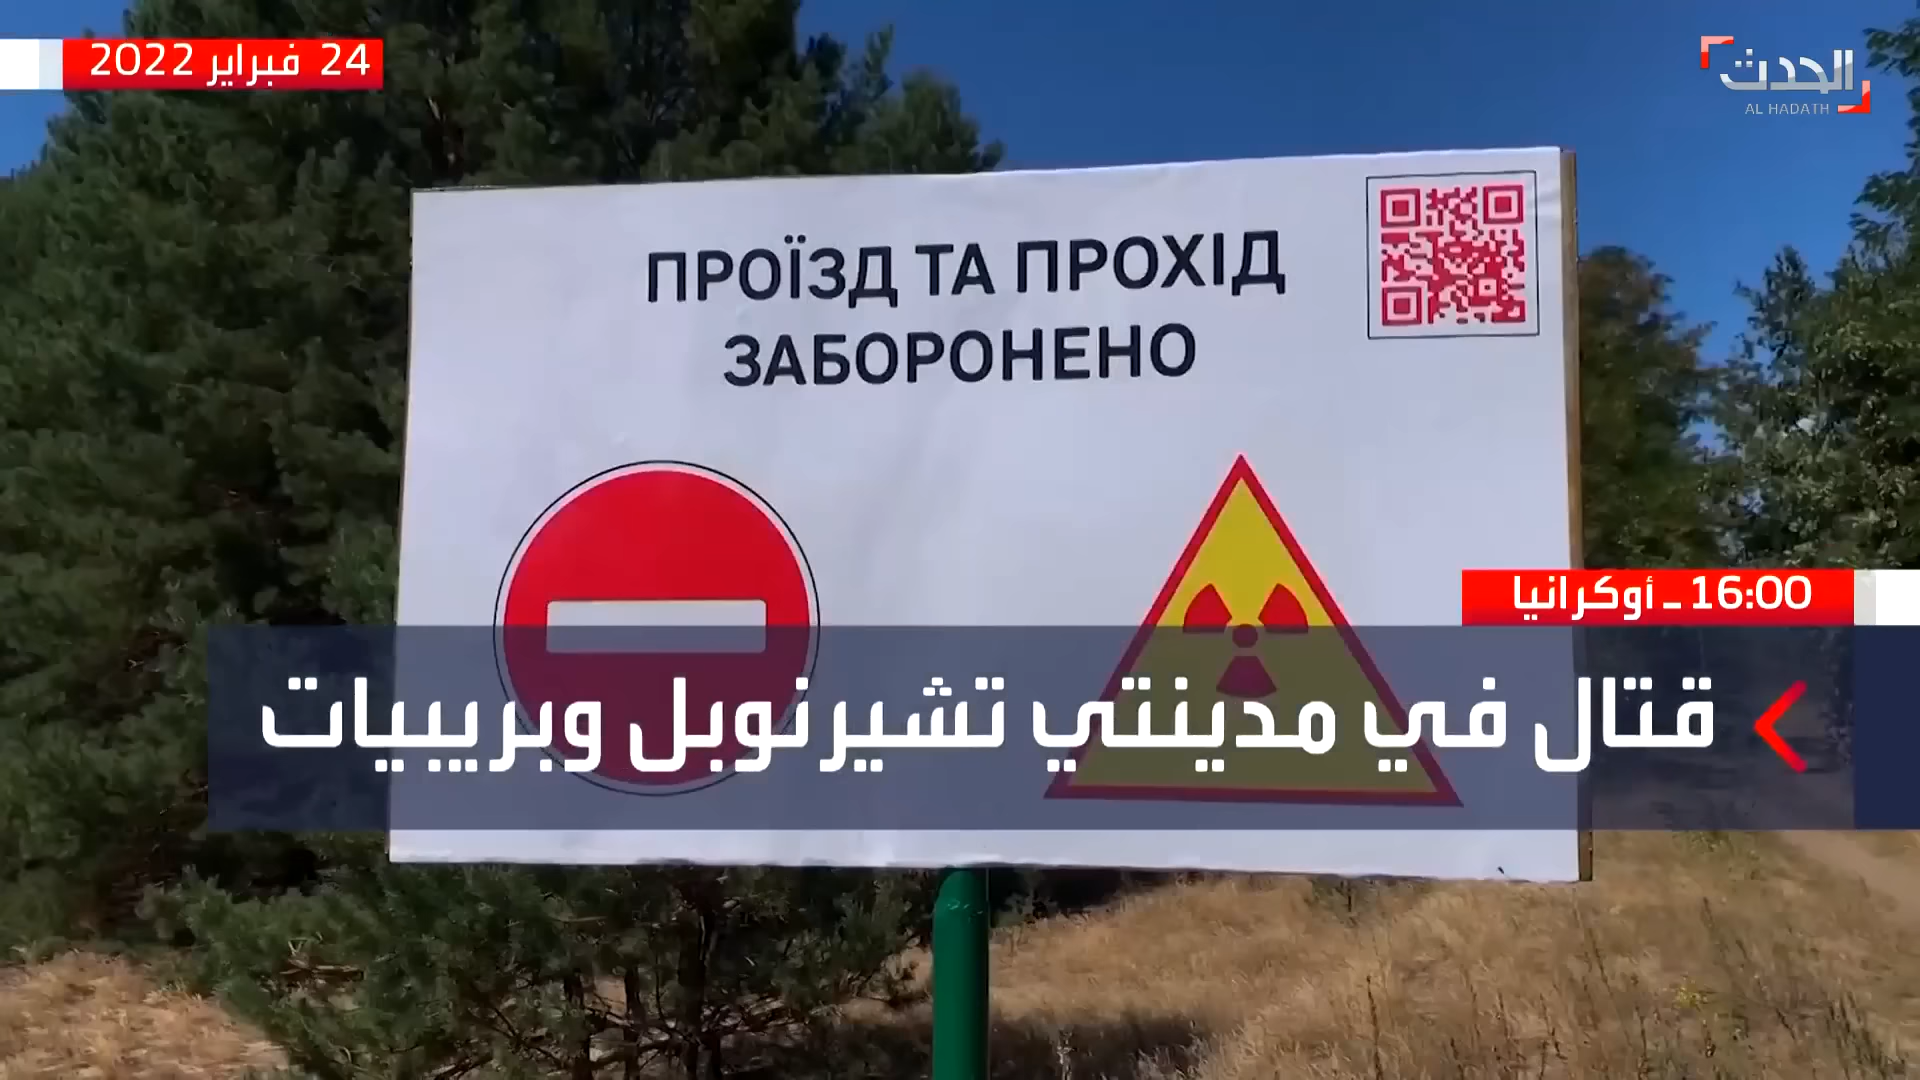 24 فبراير 2022
الحدث
AL HADATH
ПРОЇЗД ТА ПРОХІД
ЗАБОРОНЕНО
16:00 ـ أوكرانيا
قتال في مدينتي تشيرنوبل وبريبيات